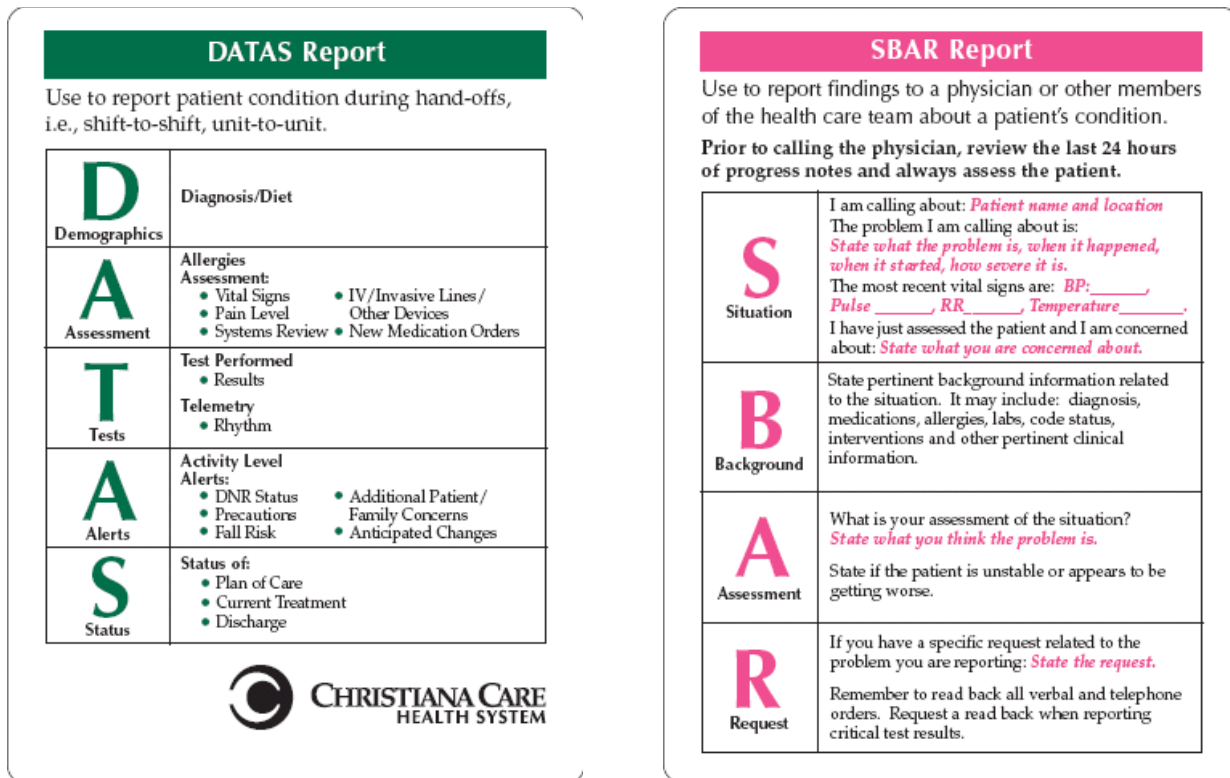 DATAS Report
Use to report patient condition during hand-offs,
i.e., shift-to-shift, unit-to-unit.
D
Demographics
Diagnosis/Diet
A
Assessment
Allergies
Assessment:
• Vital Signs
• Pain Level
• Systems Review
• IV/Invasive Lines/
Other Devices
• New Medication Orders
T
Tests
Test Performed
• Results
Telemetry
• Rhythm
A
Alerts
Activity Level
Alerts:
• DNR Status
• Precautions
• Fall Risk
• Additional Patient/
Family Concerns
• Anticipated Changes
S
Status
Status of:
• Plan of Care
• Current Treatment
• Discharge
CHRISTIANA CARE
HEALTH SYSTEM
SBAR Report
Use to report findings to a physician or other members
of the health care team about a patient's condition.
Prior to calling the physician, review the last 24 hours
of progress notes and always assess the patient.
S
Situation
I am calling about: Patient name and location
The problem I am calling about is:
State what the problem is, when it happened,
when it started, how severe it is.
The most recent vital signs are: BP:______,
Pulse ______, RR______, Temperature_______.
I have just assessed the patient and I am concerned
about: State what you are concerned about.
B
Background
State pertinent background information related
to the situation. It may include: diagnosis,
medications, allergies, labs, code status,
interventions and other pertinent clinical
information.
A
Assessment
What is your assessment of the situation?
State what you think the problem is.
State if the patient is unstable or appears to be
getting worse.
R
Request
If you have a specific request related to the
problem you are reporting: State the request.
Remember to read back all verbal and telephone
orders. Request a read back when reporting
critical test results.